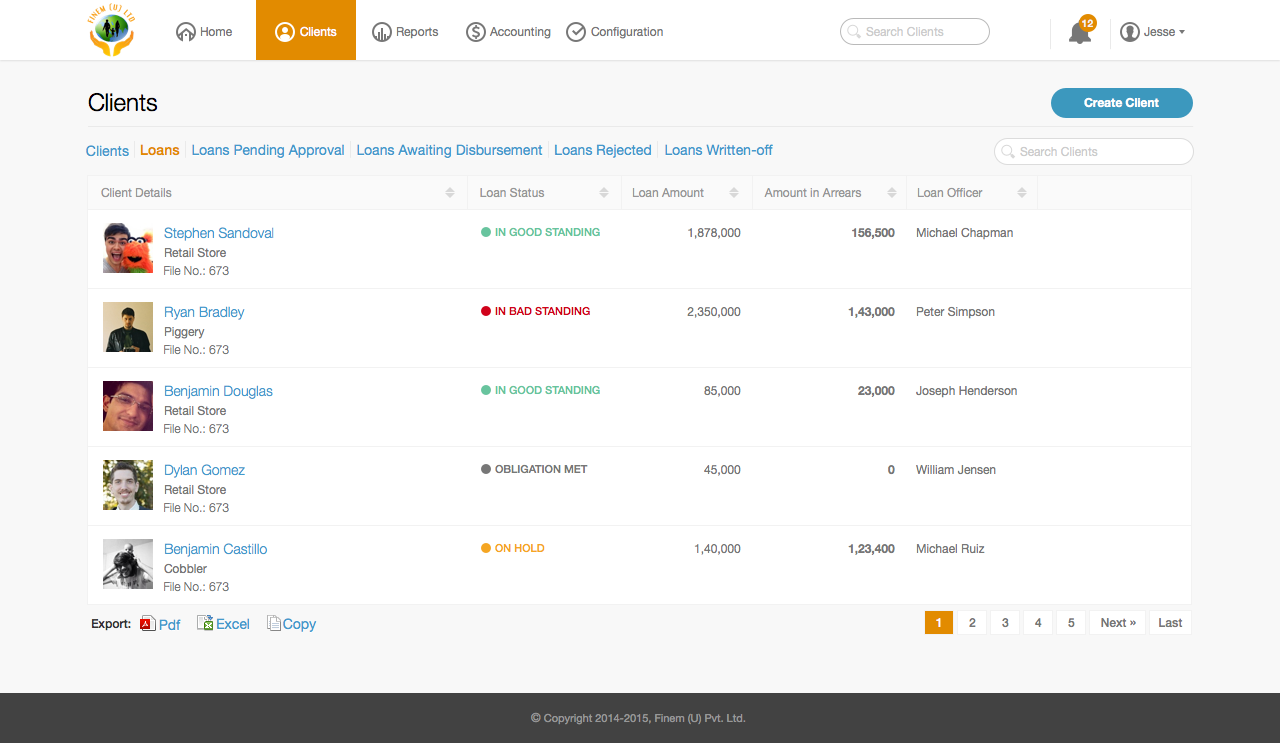 FINEM (U) LTD
Home
Clients
Reports
Accounting
Configuration
Search Clients
12
Jesse
Clients
Create Client
Clients
Loans
Loans Pending Approval
Loans Awaiting Disbursement
Loans Rejected
Loans Written-off
Search Clients
Client Details
Loan Status
Loan Amount
Amount in Arrears
Loan Officer
Stephen Sandoval
IN GOOD STANDING
1,878,000
156,500
Michael Chapman
Retail Store
File No.: 673
Ryan Bradley
IN BAD STANDING
2,350,000
1,43,000
Peter Simpson
Piggery
File No.: 673
Benjamin Douglas
IN GOOD STANDING
85,000
23,000
Joseph Henderson
Retail Store
File No.: 673
Dylan Gomez
OBLIGATION MET
45,000
0
William Jensen
Retail Store
File No.: 673
Benjamin Castillo
ON HOLD
1,40,000
1,23,400
Michael Ruiz
Cobbler
File No.: 673
Export:
Pdf
Excel
Copy
1
2
3
4
5
Next »
Last
© Copyright 2014-2015, Finem (U) Pvt. Ltd.